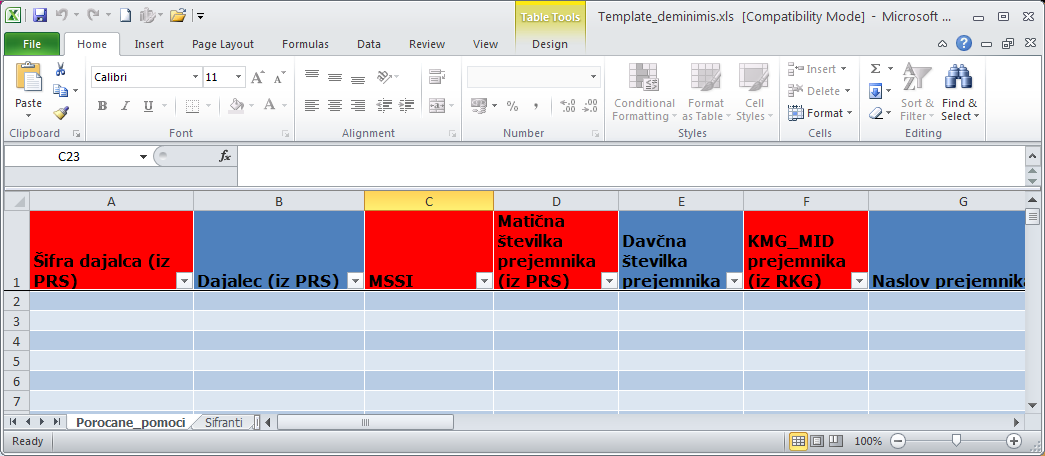 Table Tools
Template_deminimis.xls [Compatibility Mode] - Microsoft ...
File Home Insert Page Layout Formulas Data Review View Design
Calibri 11
Paste
B I U A
% , .00
Conditional Formatting
Format as Table
Cell Styles
Insert
Delete
Format
Sort & Filter
Find & Select
Clipboard Font Alignment Number Styles Cells Editing
C23 fx
A B C D E F G
1
Šifra dajalca (iz PRS)
Dajalec (iz PRS)
MSSI
Matična številka prejemnika (iz PRS)
Davčna številka prejemnika
KMG_MID prejemnika (iz RKG)
Naslov prejemnika
2
3
4
5
6
7
Porocane_pomoci Sifranti
Ready 100%